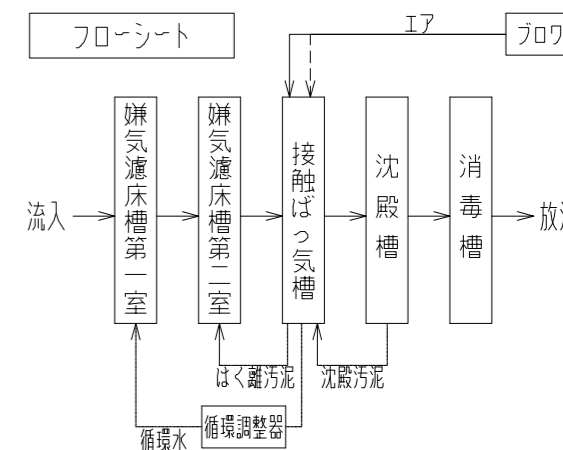 フローシート
エア
ブロワ
流入
嫌気濾床槽第一室
嫌気濾床槽第二室
接触ばっ気槽
沈殿槽
消毒槽
放流
はく離汚泥
沈殿汚泥
循環水
循環調整器